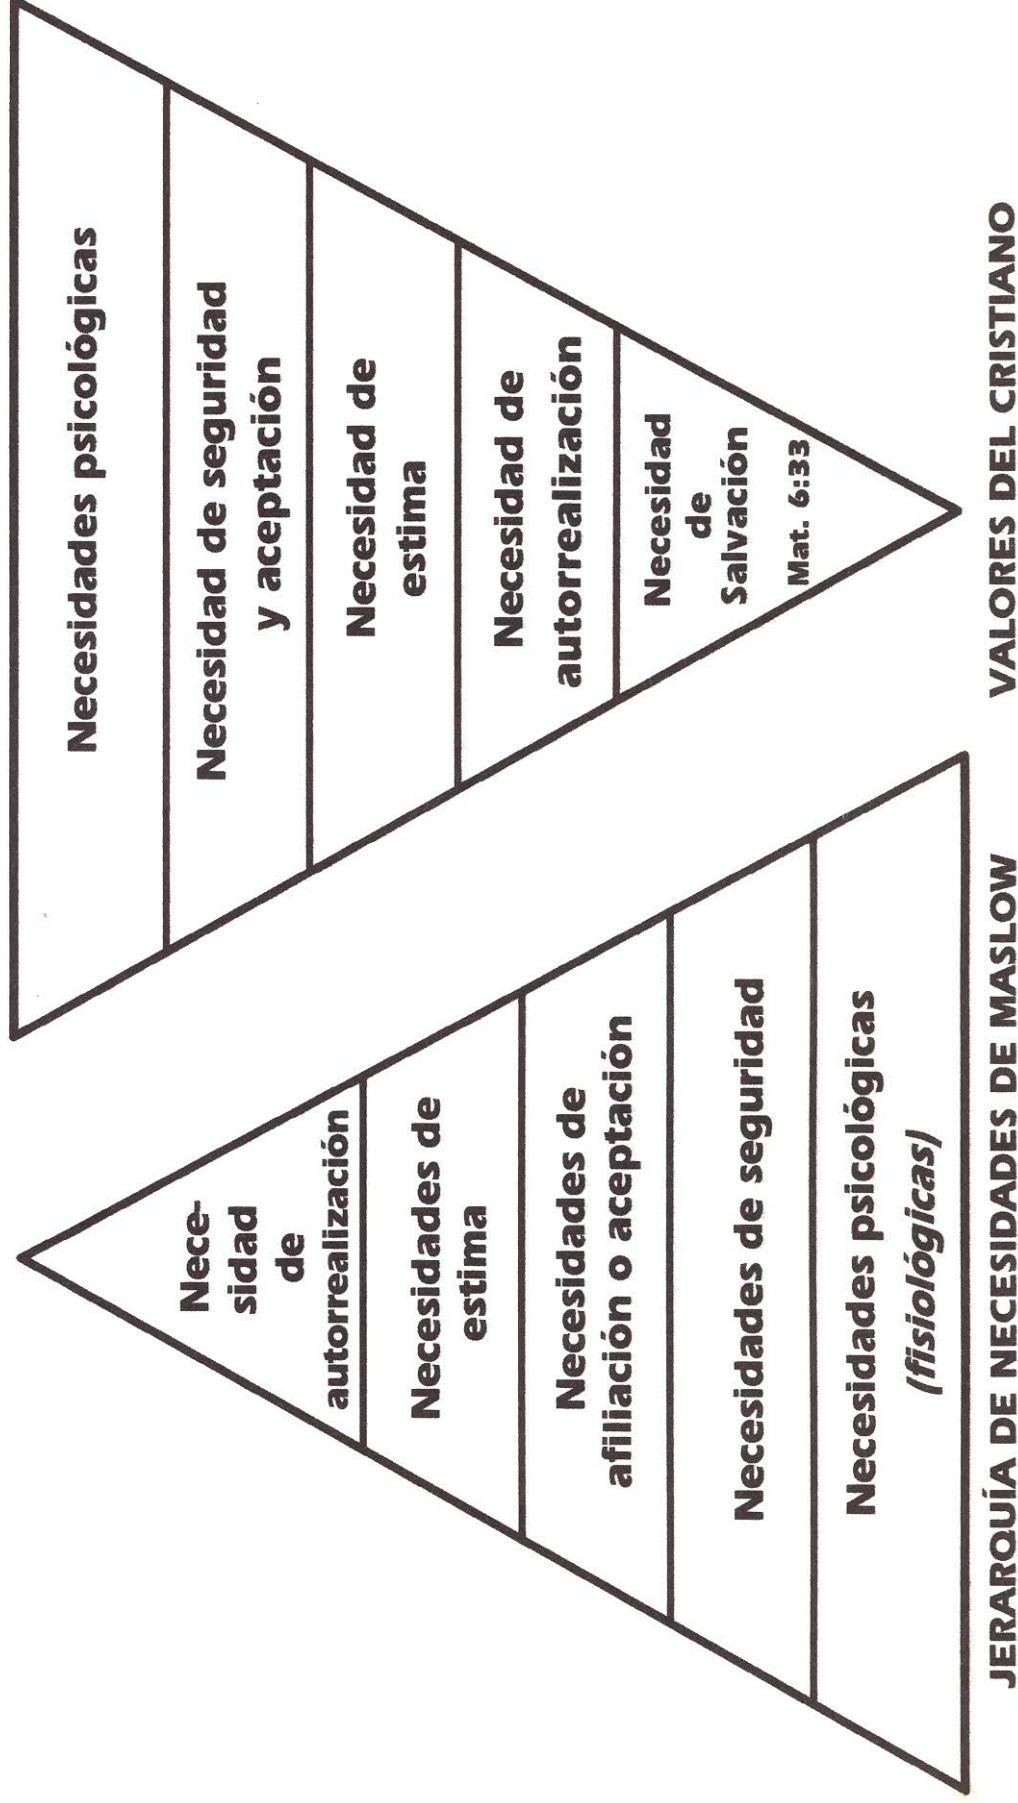 Nece-
sidad
de
autorrealización
Necesidades de
estima
Necesidades de
afiliación o aceptación
Necesidades de seguridad
Necesidades psicológicas
(fisiológicas)
JERARQUÍA DE NECESIDADES DE MASLOW
Necesidades psicológicas
Necesidad de seguridad
y aceptación
Necesidad de
estima
Necesidad de
autorrealización
Necesidad
de
Salvación
Mat. 6:33
VALORES DEL CRISTIANO